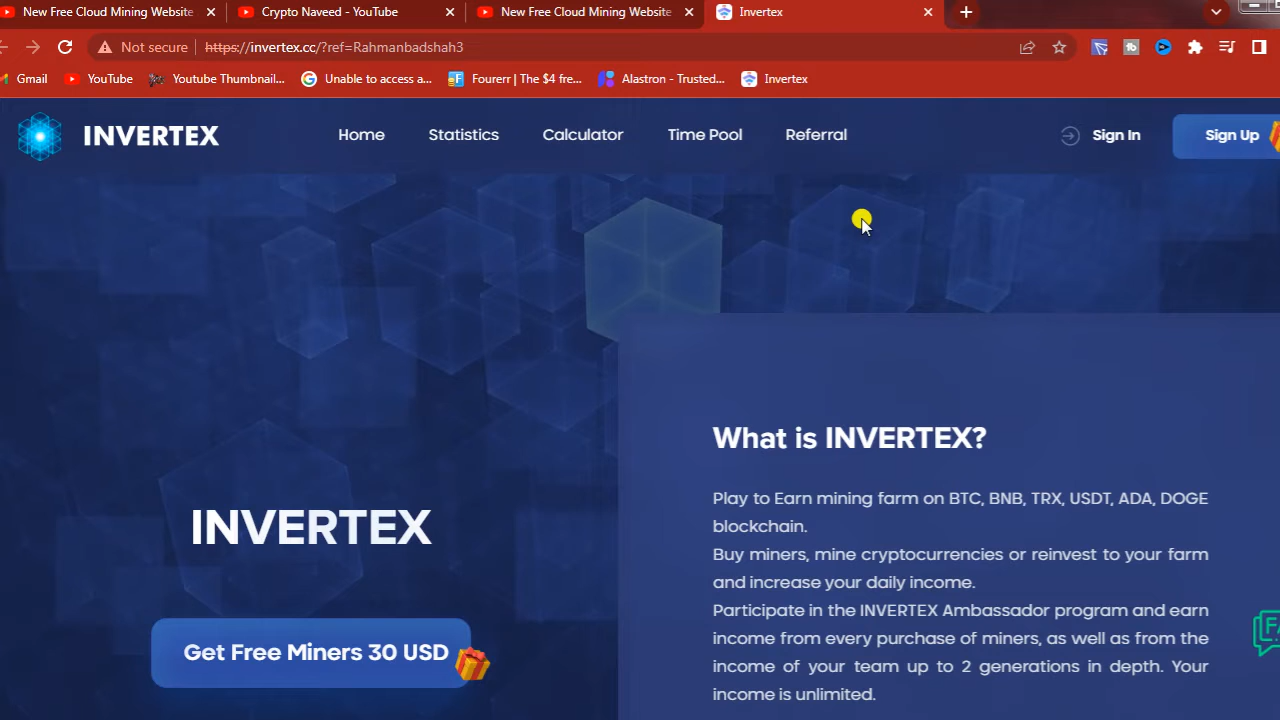 New Free Cloud Mining Website
Crypto Naveed - YouTube
New Free Cloud Mining Website
Invertex
Not secure
https://invertex.cc/?ref=Rahmanbadshah3
Gmail
YouTube
Youtube Thumbnail...
Unable to access a...
Fourerr | The $4 fre...
Alastron - Trusted...
Invertex
INVERTEX
Home
Statistics
Calculator
Time Pool
Referral
Sign In
Sign Up
INVERTEX
Get Free Miners 30 USD
What is INVERTEX?
Play to Earn mining farm on BTC, BNB, TRX, USDT, ADA, DOGE
blockchain.
Buy miners, mine cryptocurrencies or reinvest to your farm
and increase your daily income.
Participate in the INVERTEX Ambassador program and earn
income from every purchase of miners, as well as from the
income of your team up to 2 generations in depth. Your
income is unlimited.